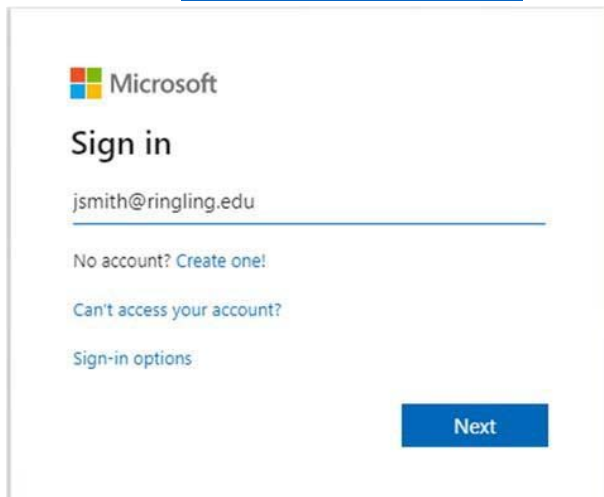 Microsoft
Sign in
jsmith@ringling.edu
No account? Create one!
Can't access your account?
Sign-in options
Next